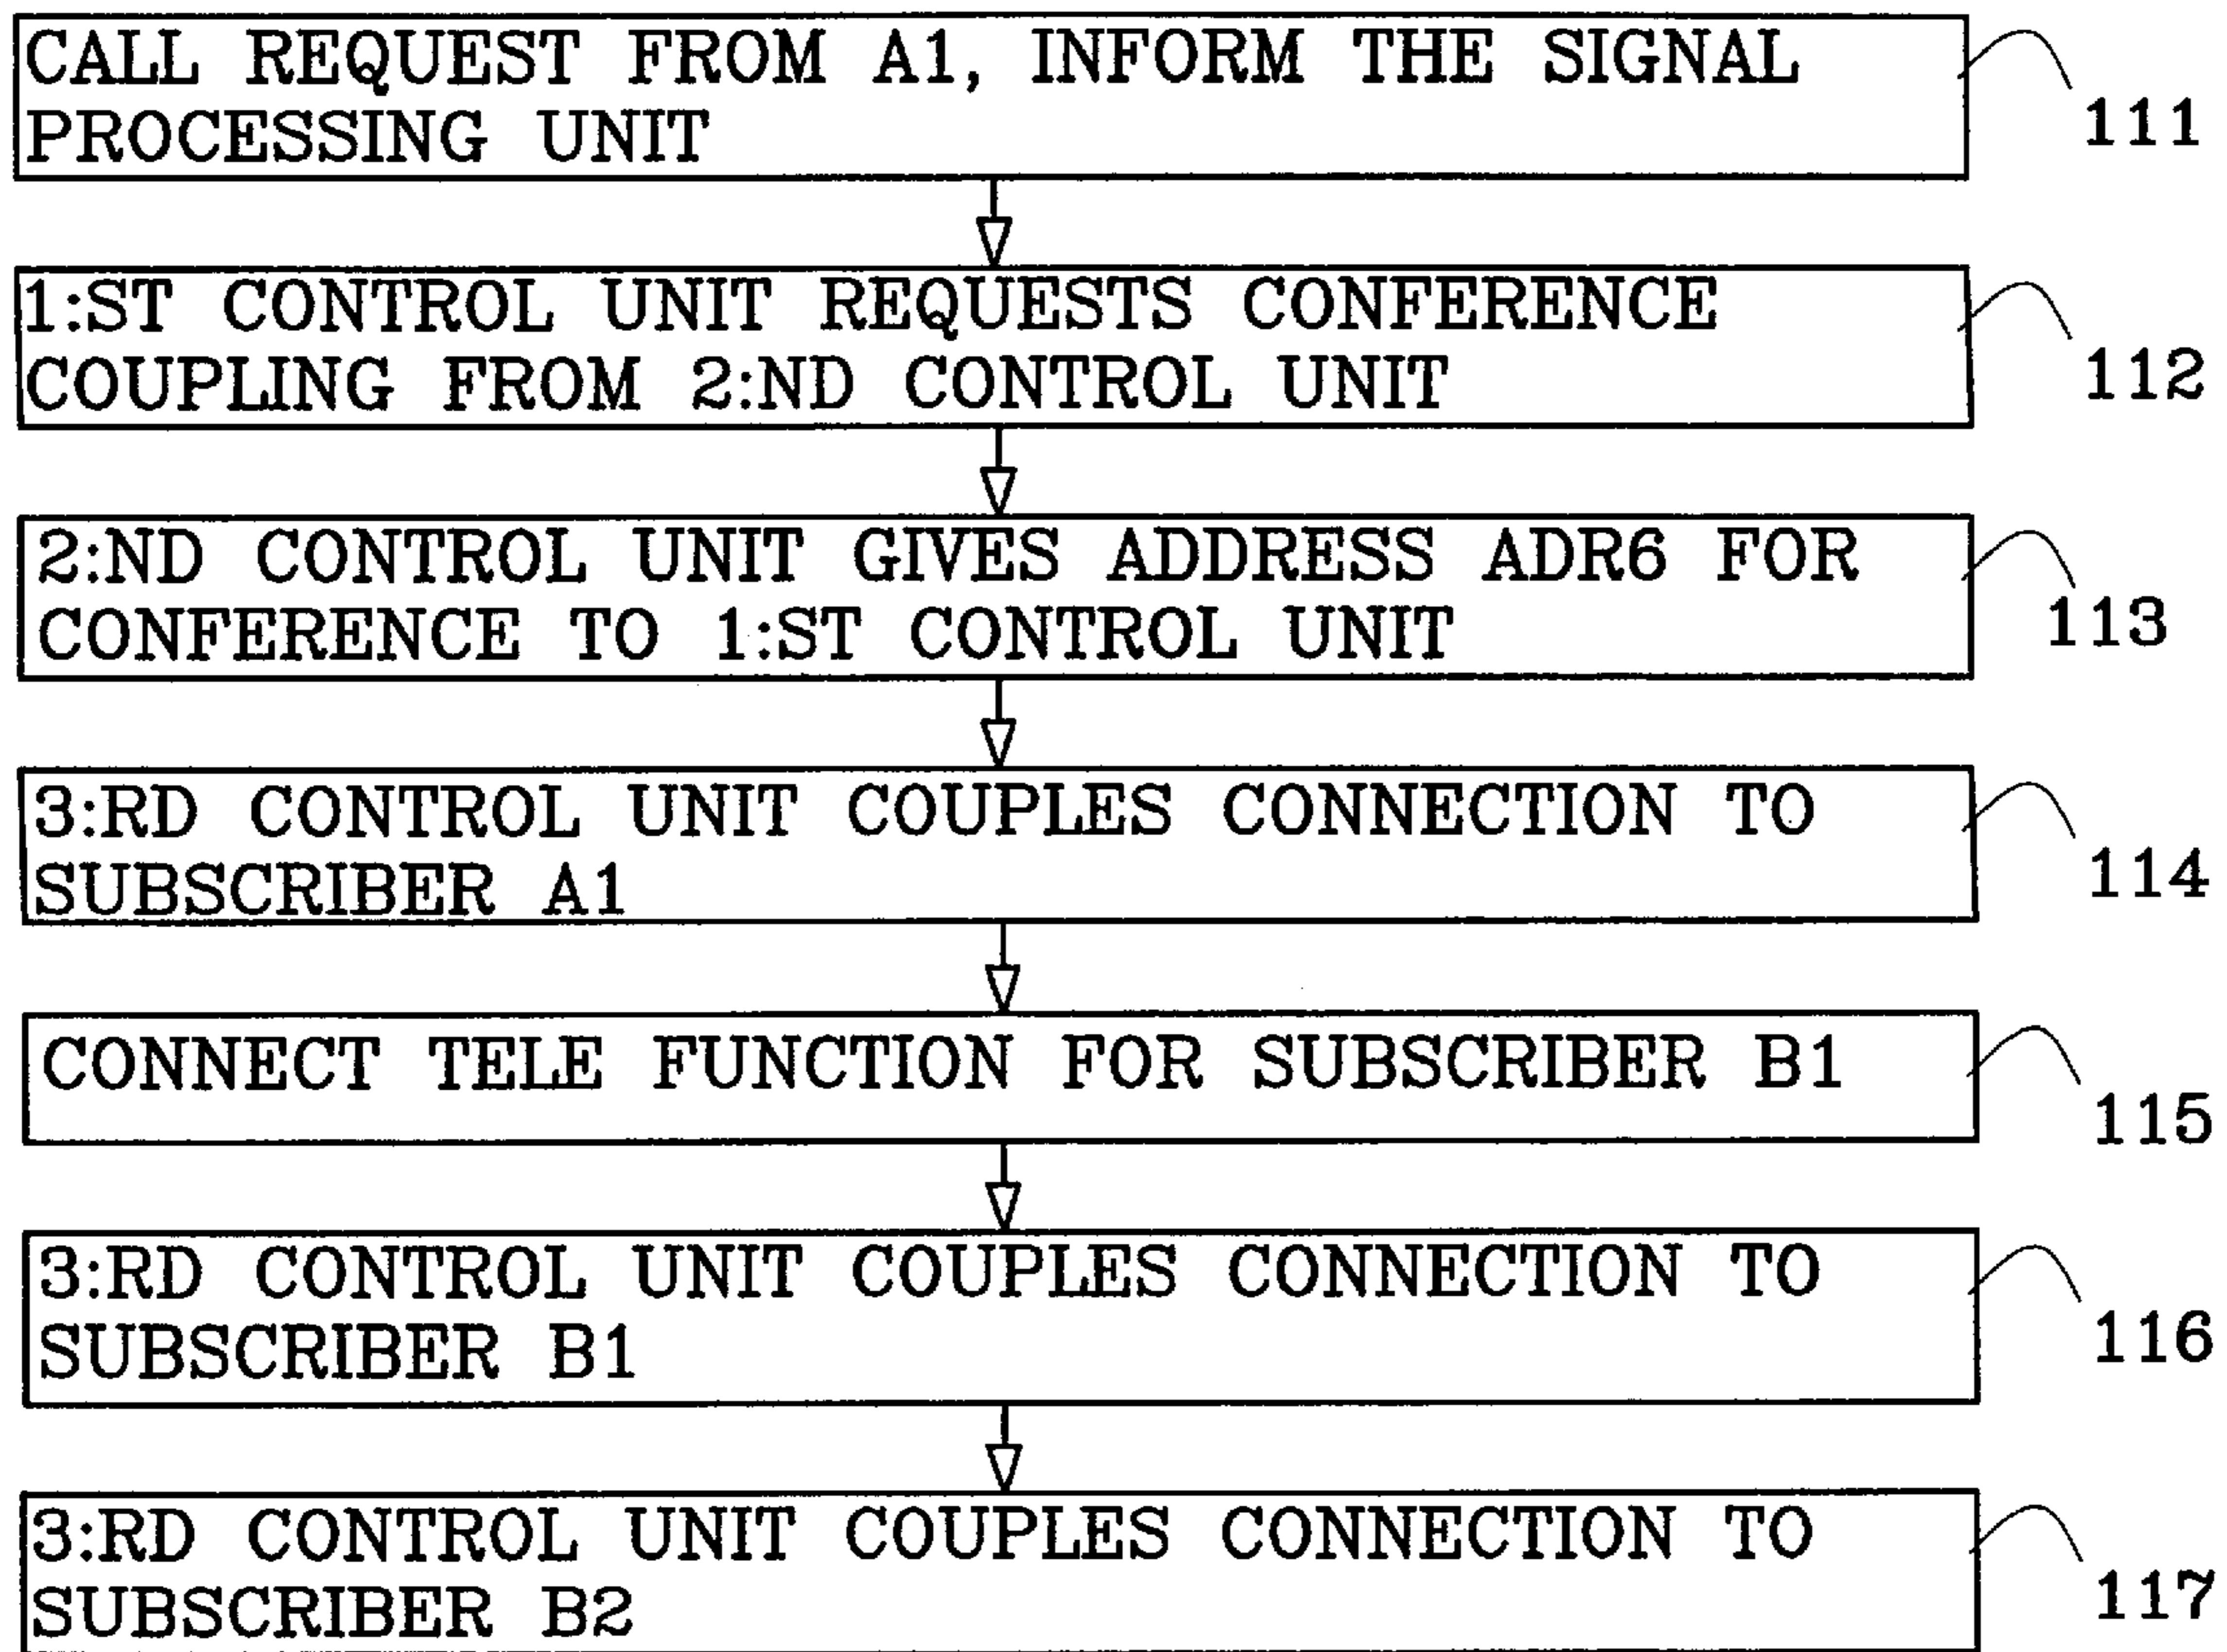 CALL REQUEST FROM A1, INFORM THE SIGNAL
PROCESSING UNIT
111
1:ST CONTROL UNIT REQUESTS CONFERENCE
COUPLING FROM 2:ND CONTROL UNIT
112
2:ND CONTROL UNIT GIVES ADDRESS ADR6 FOR
CONFERENCE TO 1:ST CONTROL UNIT
113
3:RD CONTROL UNIT COUPLES CONNECTION TO
SUBSCRIBER A1
114
CONNECT TELE FUNCTION FOR SUBSCRIBER B1
115
3:RD CONTROL UNIT COUPLES CONNECTION TO
SUBSCRIBER B1
116
3:RD CONTROL UNIT COUPLES CONNECTION TO
SUBSCRIBER B2
117